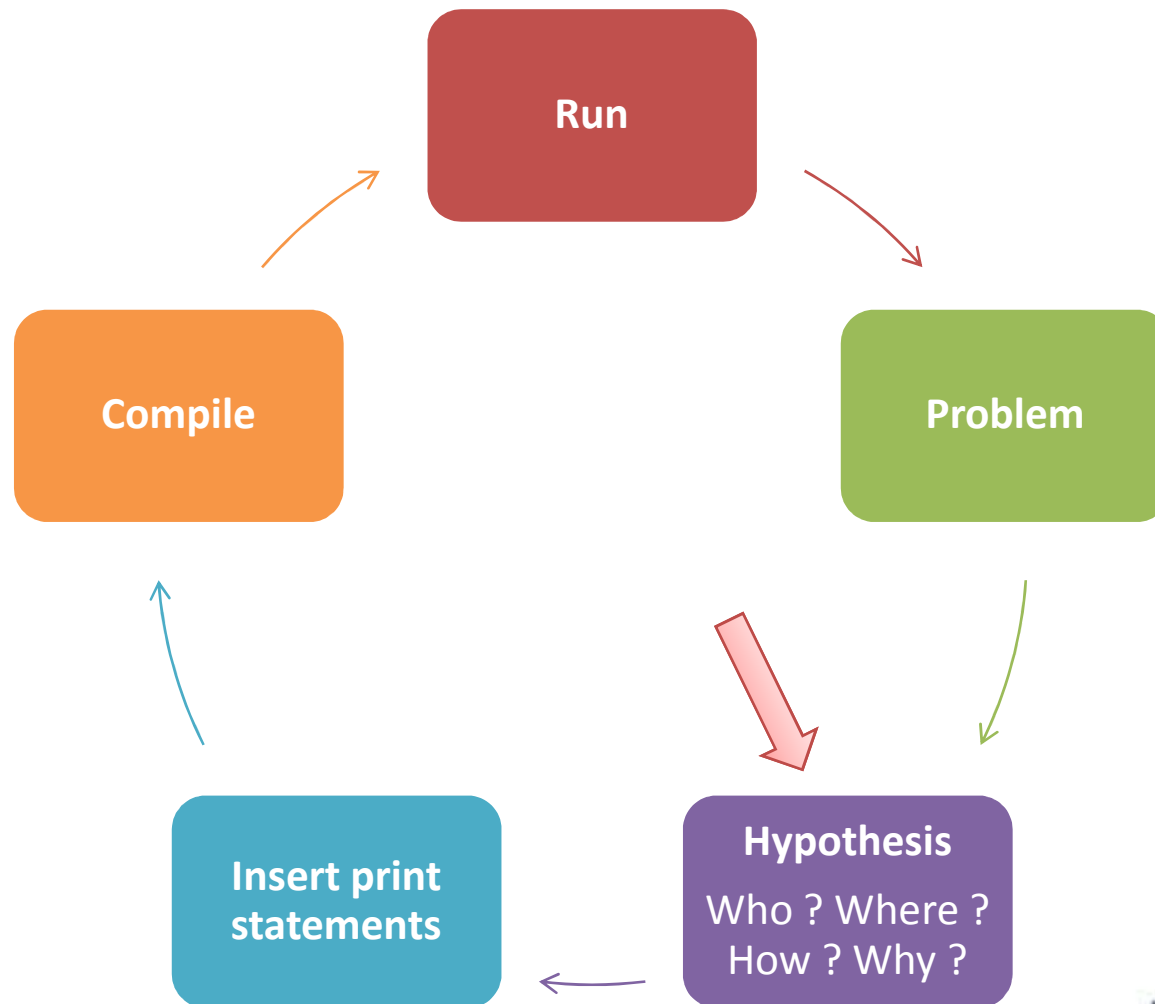 Run
Problem
Hypothesis
Who ? Where ?
How ? Why ?
Insert print
statements
Compile